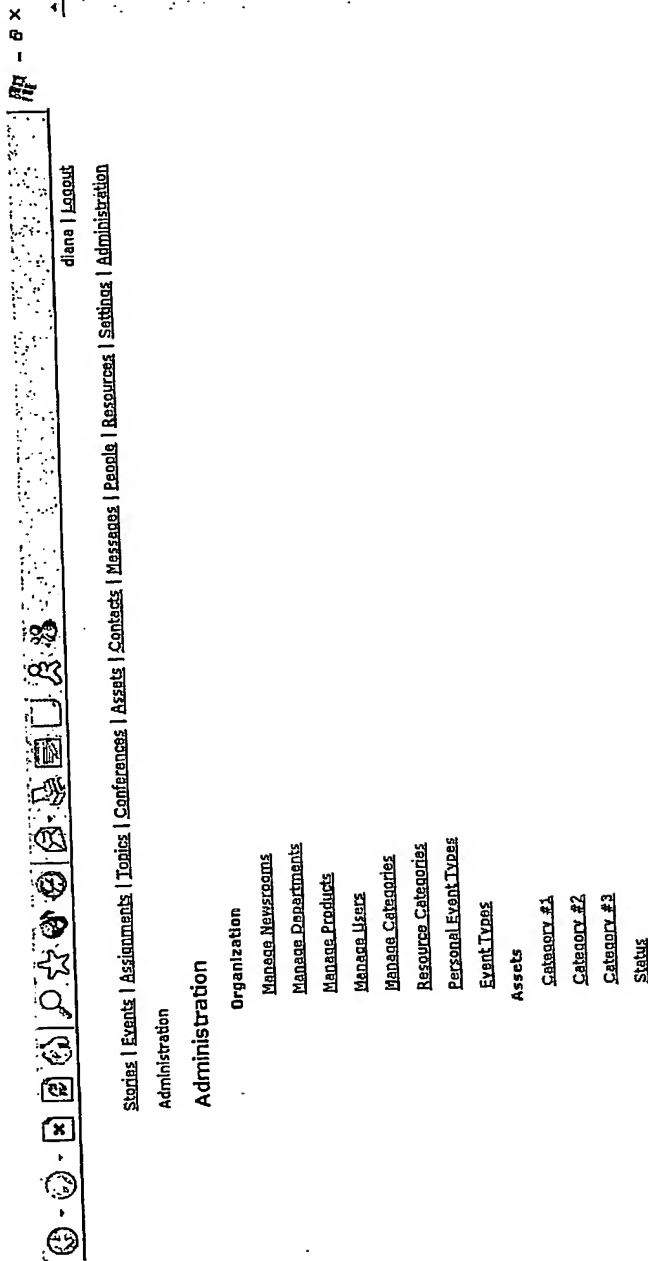 diana | Logout
Stories | Events | Assignments | Topics | Conferences | Assets | Contacts | Messages | People | Resources | Settings | Administration
Administration
Administration
Organization
Manage Newsrooms
Manage Departments
Manage Products
Manage Users
Manage Categories
Resource Categories
Personal Event Types
Event Types
Assets
Category #1
Category #2
Category #3
Status